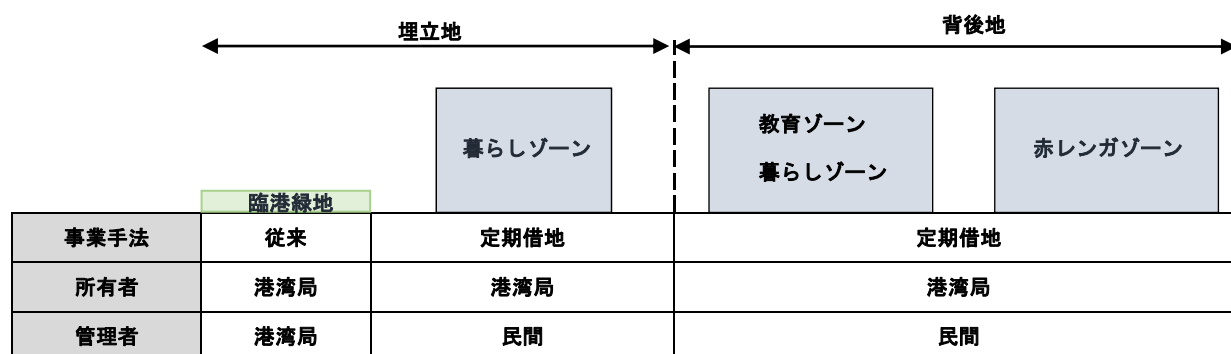 埋立地
背後地
暮らしゾーン
教育ゾーン
暮らしゾーン
赤レンガゾーン
臨港緑地
事業手法 従来 定期借地 定期借地
所有者 港湾局 港湾局 港湾局
管理者 港湾局 民間 民間